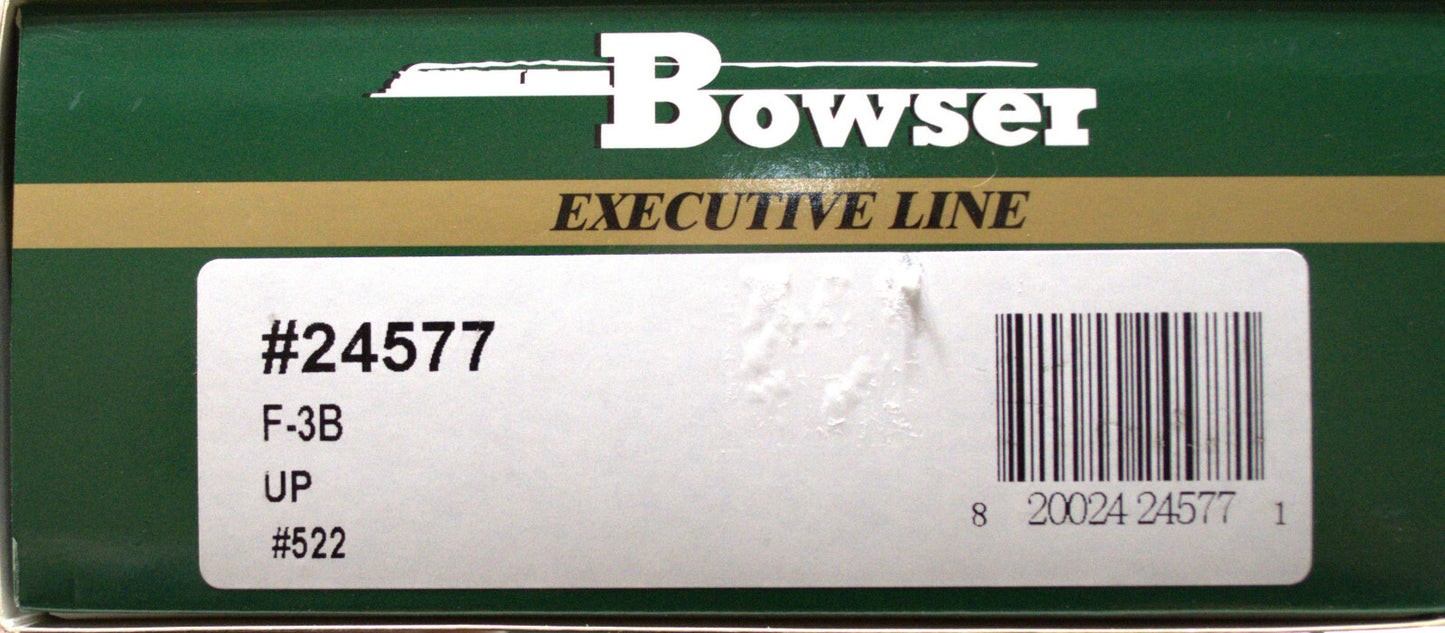 Bowser
EXECUTIVE LINE
#24577
F-3B
UP
#522
8 20024 24577 1